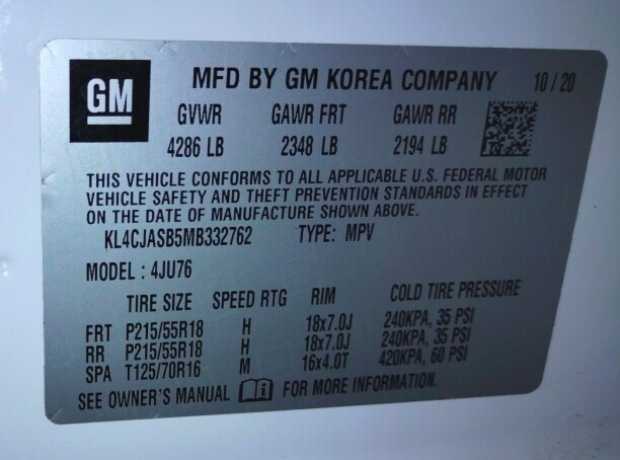 GM MFD BY GM KOREA COMPANY 10 / 20
GVWR GAWR FRT GAWR RR
4286 LB 2348 LB 2194 LB
THIS VEHICLE CONFORMS TO ALL APPLICABLE U.S. FEDERAL MOTOR
VEHICLE SAFETY AND THEFT PREVENTION STANDARDS IN EFFECT
ON THE DATE OF MANUFACTURE SHOWN ABOVE.
KL4CJASB5MB332762 TYPE: MPV
MODEL : 4JU76
TIRE SIZE SPEED RTG RIM COLD TIRE PRESSURE
FRT P215/55R18 H 18x7.0J 240KPA, 35 PSI
RR P215/55R18 H 18x7.0J 240KPA, 35 PSI
SPA T125/70R16 M 16x4.0T 420KPA, 60 PSI
SEE OWNER'S MANUAL i FOR MORE INFORMATION.